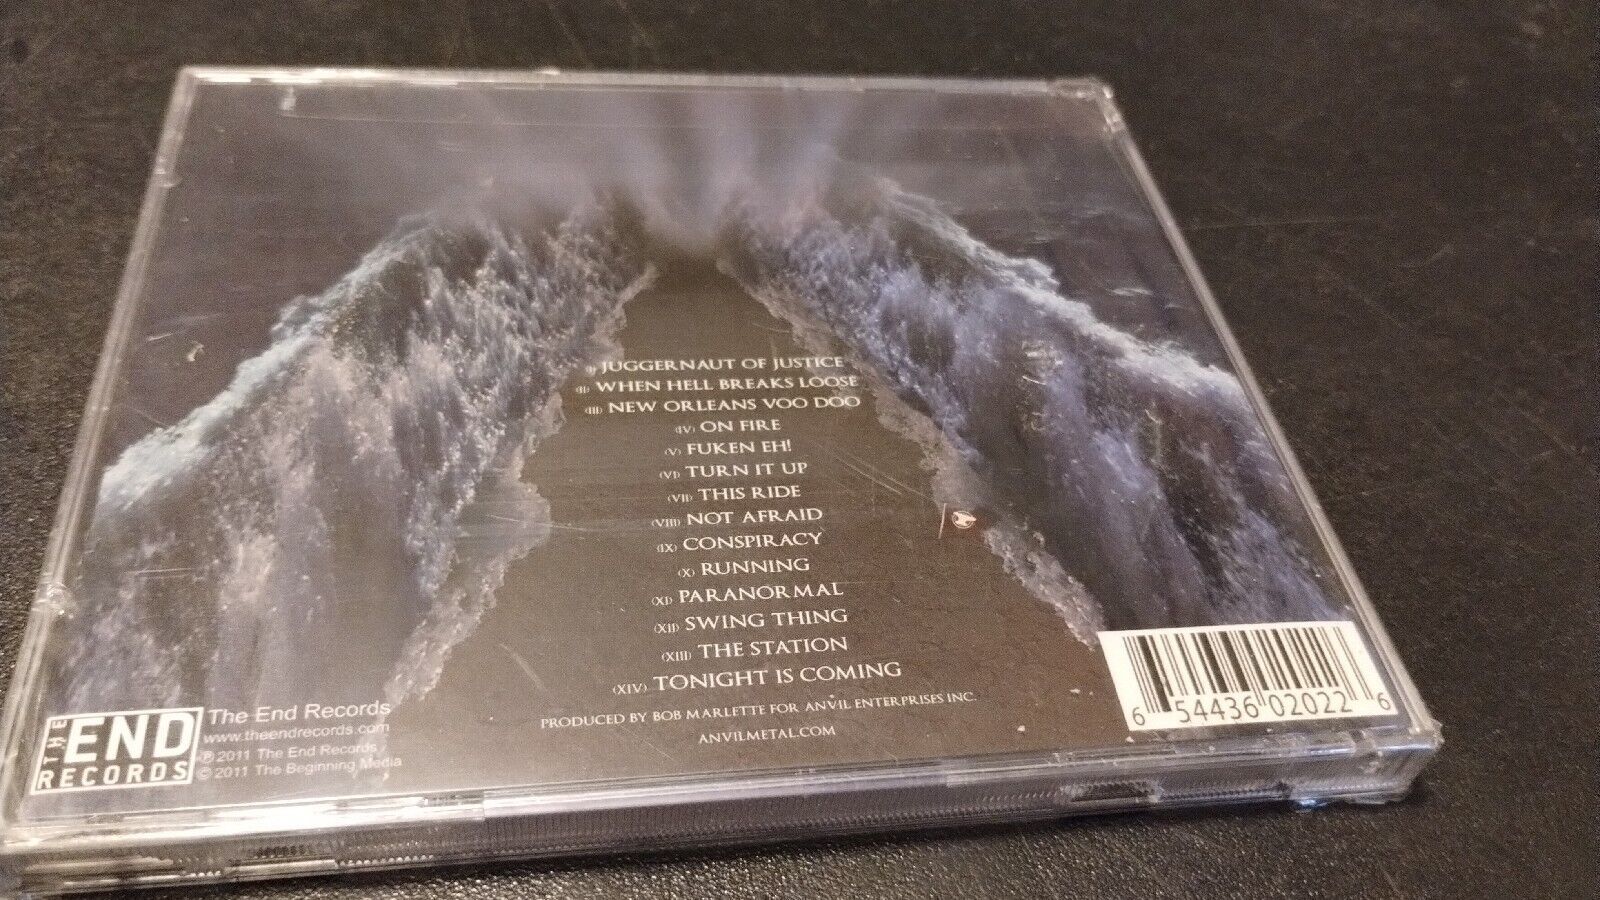 (I) JUGGERNAUT OF JUSTICE
(II) WHEN HELL BREAKS LOOSE
(III) NEW ORLEANS VOO DOO
(IV) ON FIRE
(V) FUKEN EH!
(VI) TURN IT UP
(VII) THIS RIDE
(VIII) NOT AFRAID
(IX) CONSPIRACY
(X) RUNNING
(XI) PARANORMAL
(XII) SWING THING
(XIII) THE STATION
(XIV) TONIGHT IS COMING
PRODUCED BY BOB MARLETTE FOR ANVIL ENTERPRISES INC.
ANVILMETAL.COM
THE END
RECORDS
The End Records
www.theendrecords.com
℗ 2011 The End Records /
© 2011 The Beginning Media
6 54436 02022 6